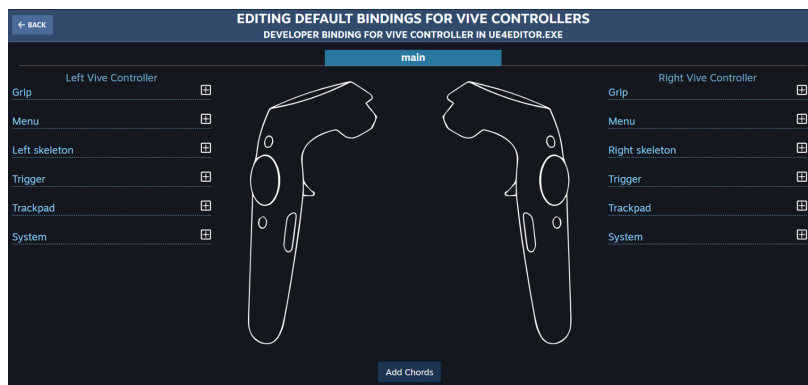 ← BACK
EDITING DEFAULT BINDINGS FOR VIVE CONTROLLERS
DEVELOPER BINDING FOR VIVE CONTROLLER IN UE4EDITOR.EXE
main
Left Vive Controller
Grip
Menu
Left skeleton
Trigger
Trackpad
System
Right Vive Controller
Grip
Menu
Right skeleton
Trigger
Trackpad
System
Add Chords